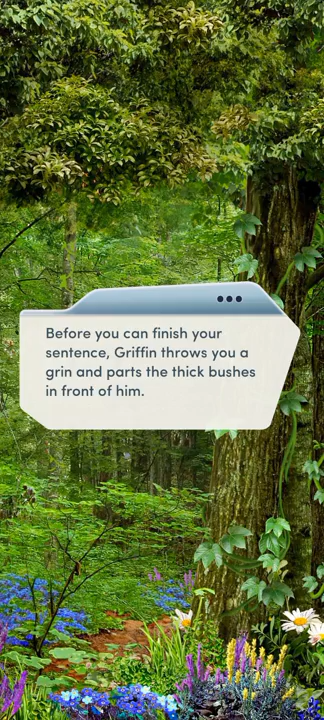 Before you can finish your
sentence, Griffin throws you a
grin and parts the thick bushes
in front of him.